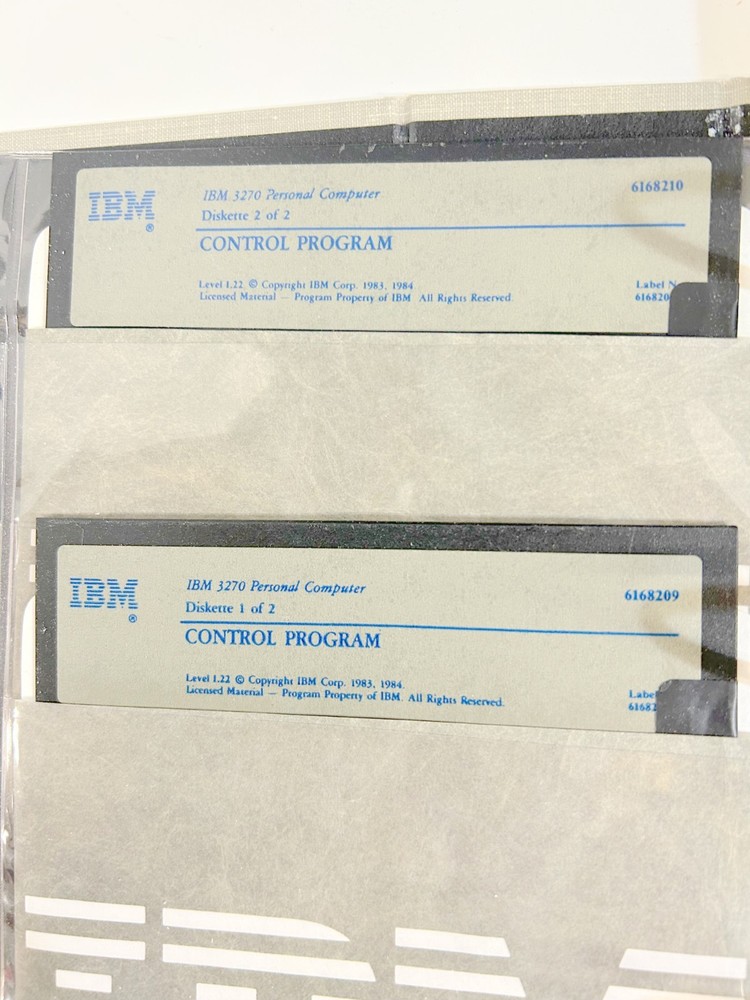 IBM®
IBM 3270 Personal Computer
6168210
Diskette 2 of 2
CONTROL PROGRAM
Level 1.22 © Copyright IBM Corp. 1983, 1984.
Licensed Material — Program Property of IBM All Rights Reserved.
Label
IBM®
IBM 3270 Personal Computer
6168209
Diskette 1 of 2
CONTROL PROGRAM
Level 1.22 © Copyright IBM Corp. 1983, 1984.
Licensed Material — Program Property of IBM. All Rights Reserved.
Label
IBM